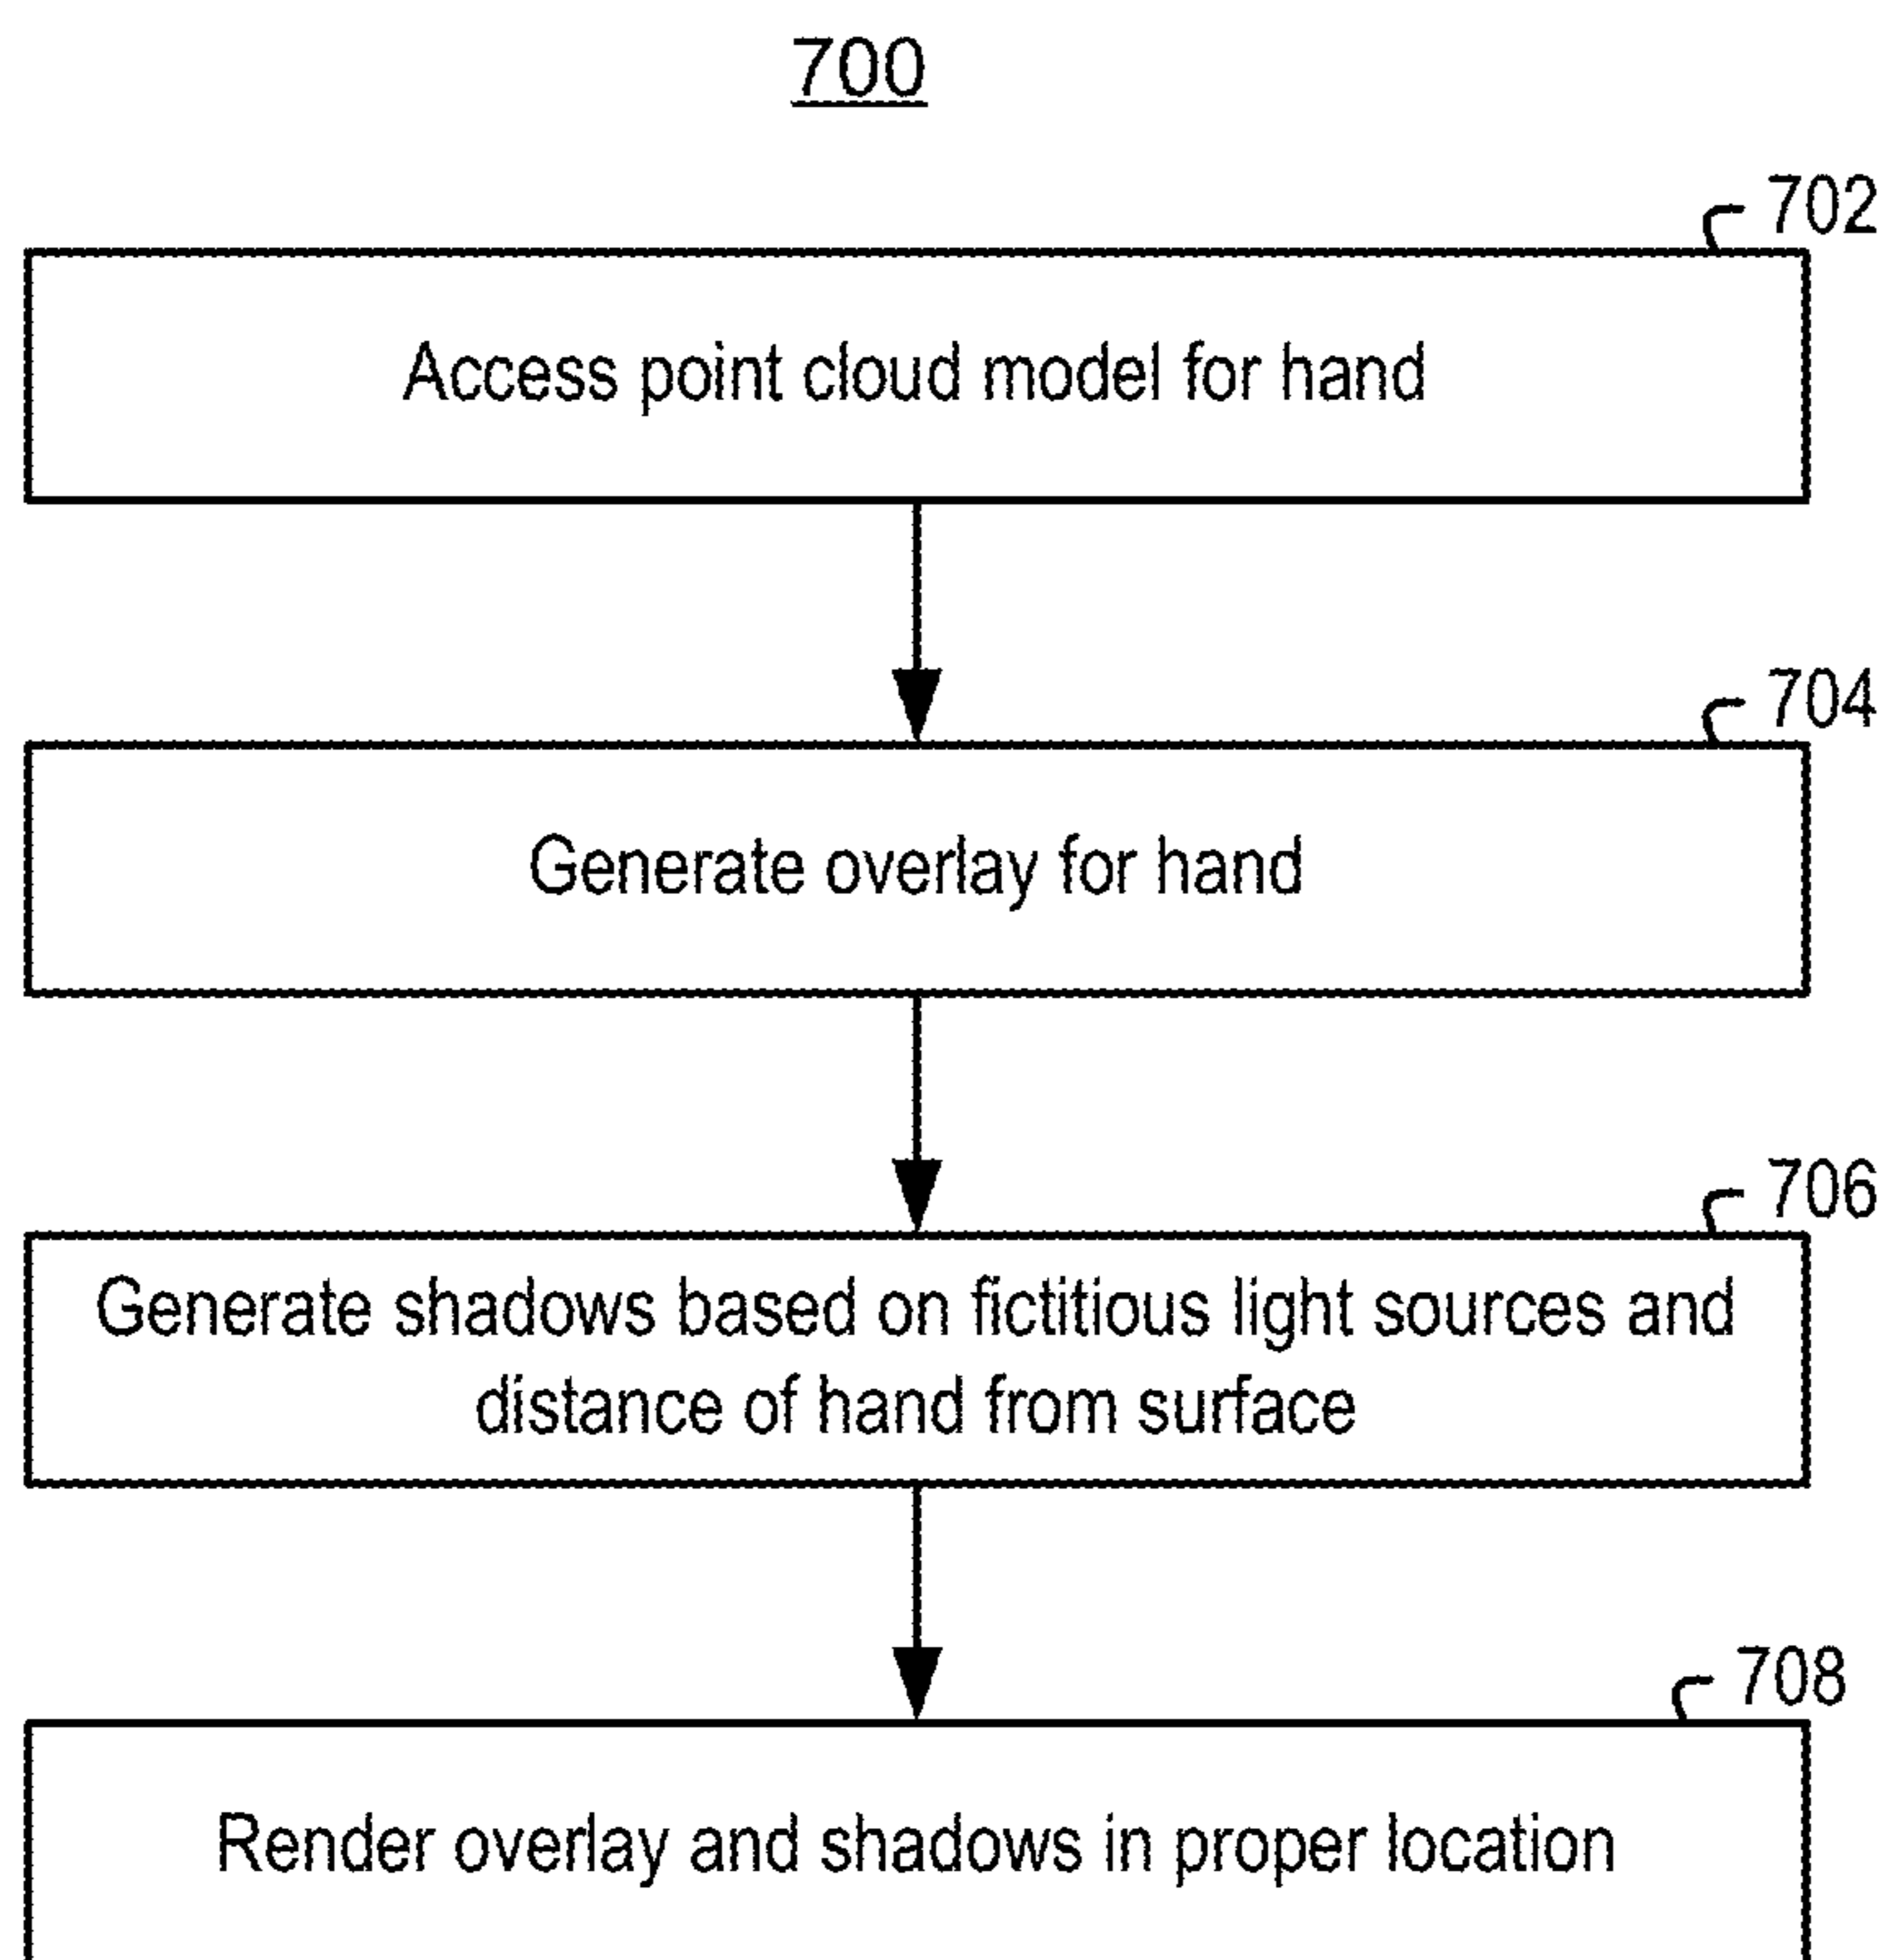 700
702
Access point cloud model for hand
704
Generate overlay for hand
706
Generate shadows based on fictitious light sources and
distance of hand from surface
708
Render overlay and shadows in proper location